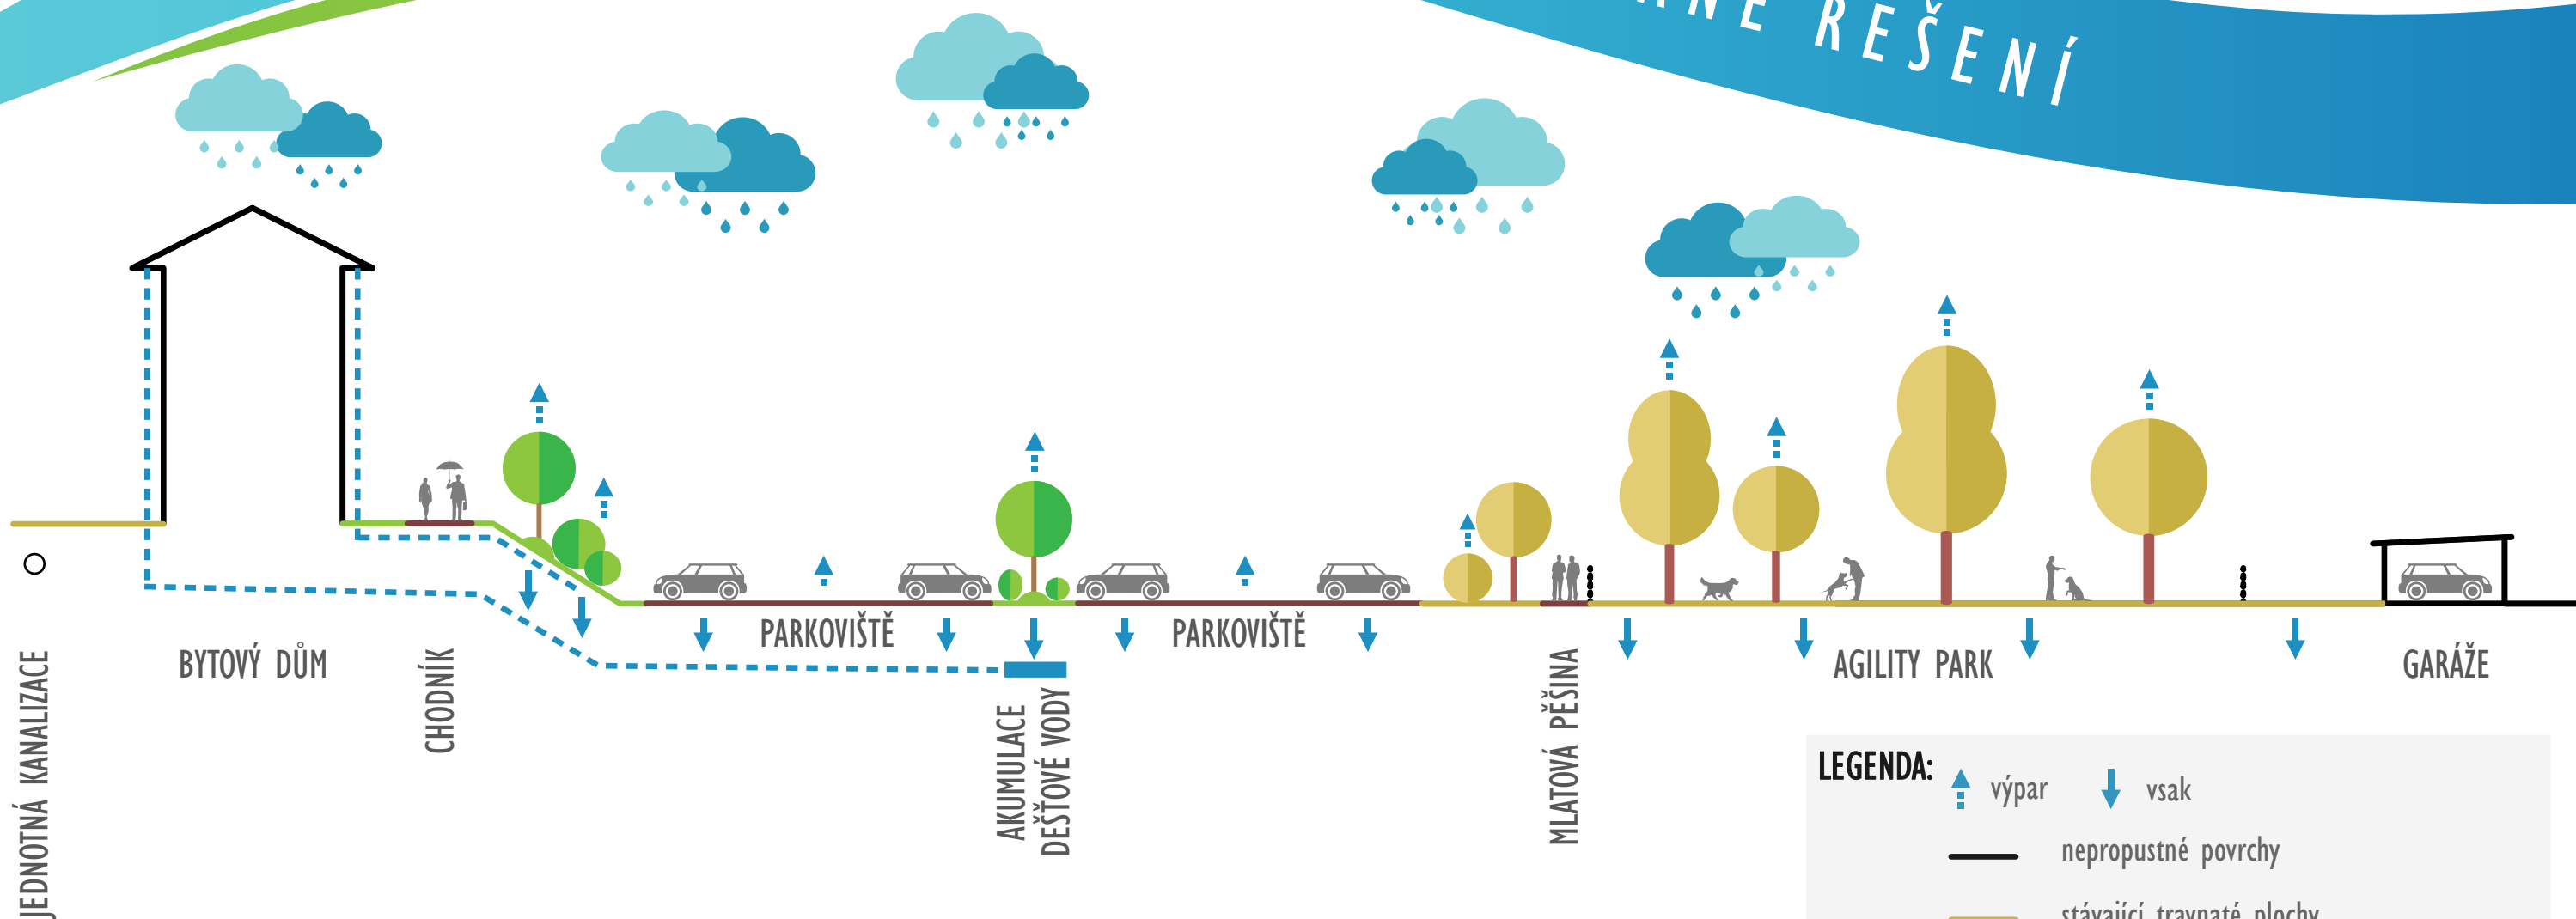 ŘEŠENÍ
JEDNOTNÁ KANALIZACE
BYTOVÝ DŮM
CHODNÍK
PARKOVIŠTĚ
AKUMULACE
DEŠŤOVÉ VODY
PARKOVIŠTĚ
MLATOVÁ PĚŠINA
AGILITY PARK
GARÁŽE
LEGENDA:
výpar
vsak
nepropustné povrchy
stávající travnaté plochy